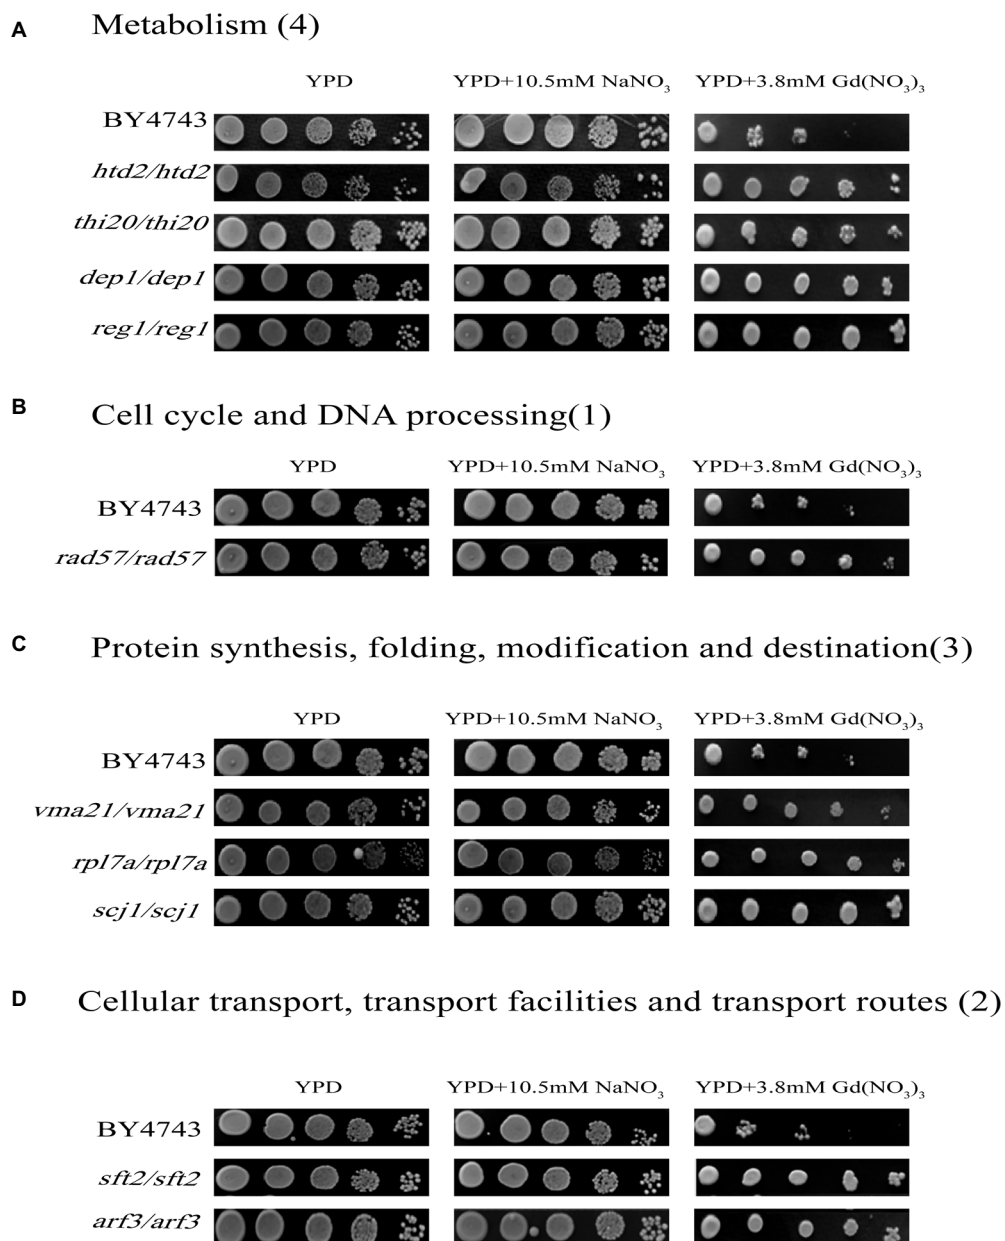 A Metabolism (4)
YPD YPD+10.5mM NaNO₃ YPD+3.8mM Gd(NO₃)₃
BY4743
htd2/htd2
thi20/thi20
dep1/dep1
reg1/reg1
B Cell cycle and DNA processing(1)
YPD YPD+10.5mM NaNO₃ YPD+3.8mM Gd(NO₃)₃
BY4743
rad57/rad57
C Protein synthesis, folding, modification and destination(3)
YPD YPD+10.5mM NaNO₃ YPD+3.8mM Gd(NO₃)₃
BY4743
vma21/vma21
rpl7a/rpl7a
scj1/scj1
D Cellular transport, transport facilities and transport routes (2)
YPD YPD+10.5mM NaNO₃ YPD+3.8mM Gd(NO₃)₃
BY4743
sft2/sft2
arf3/arf3